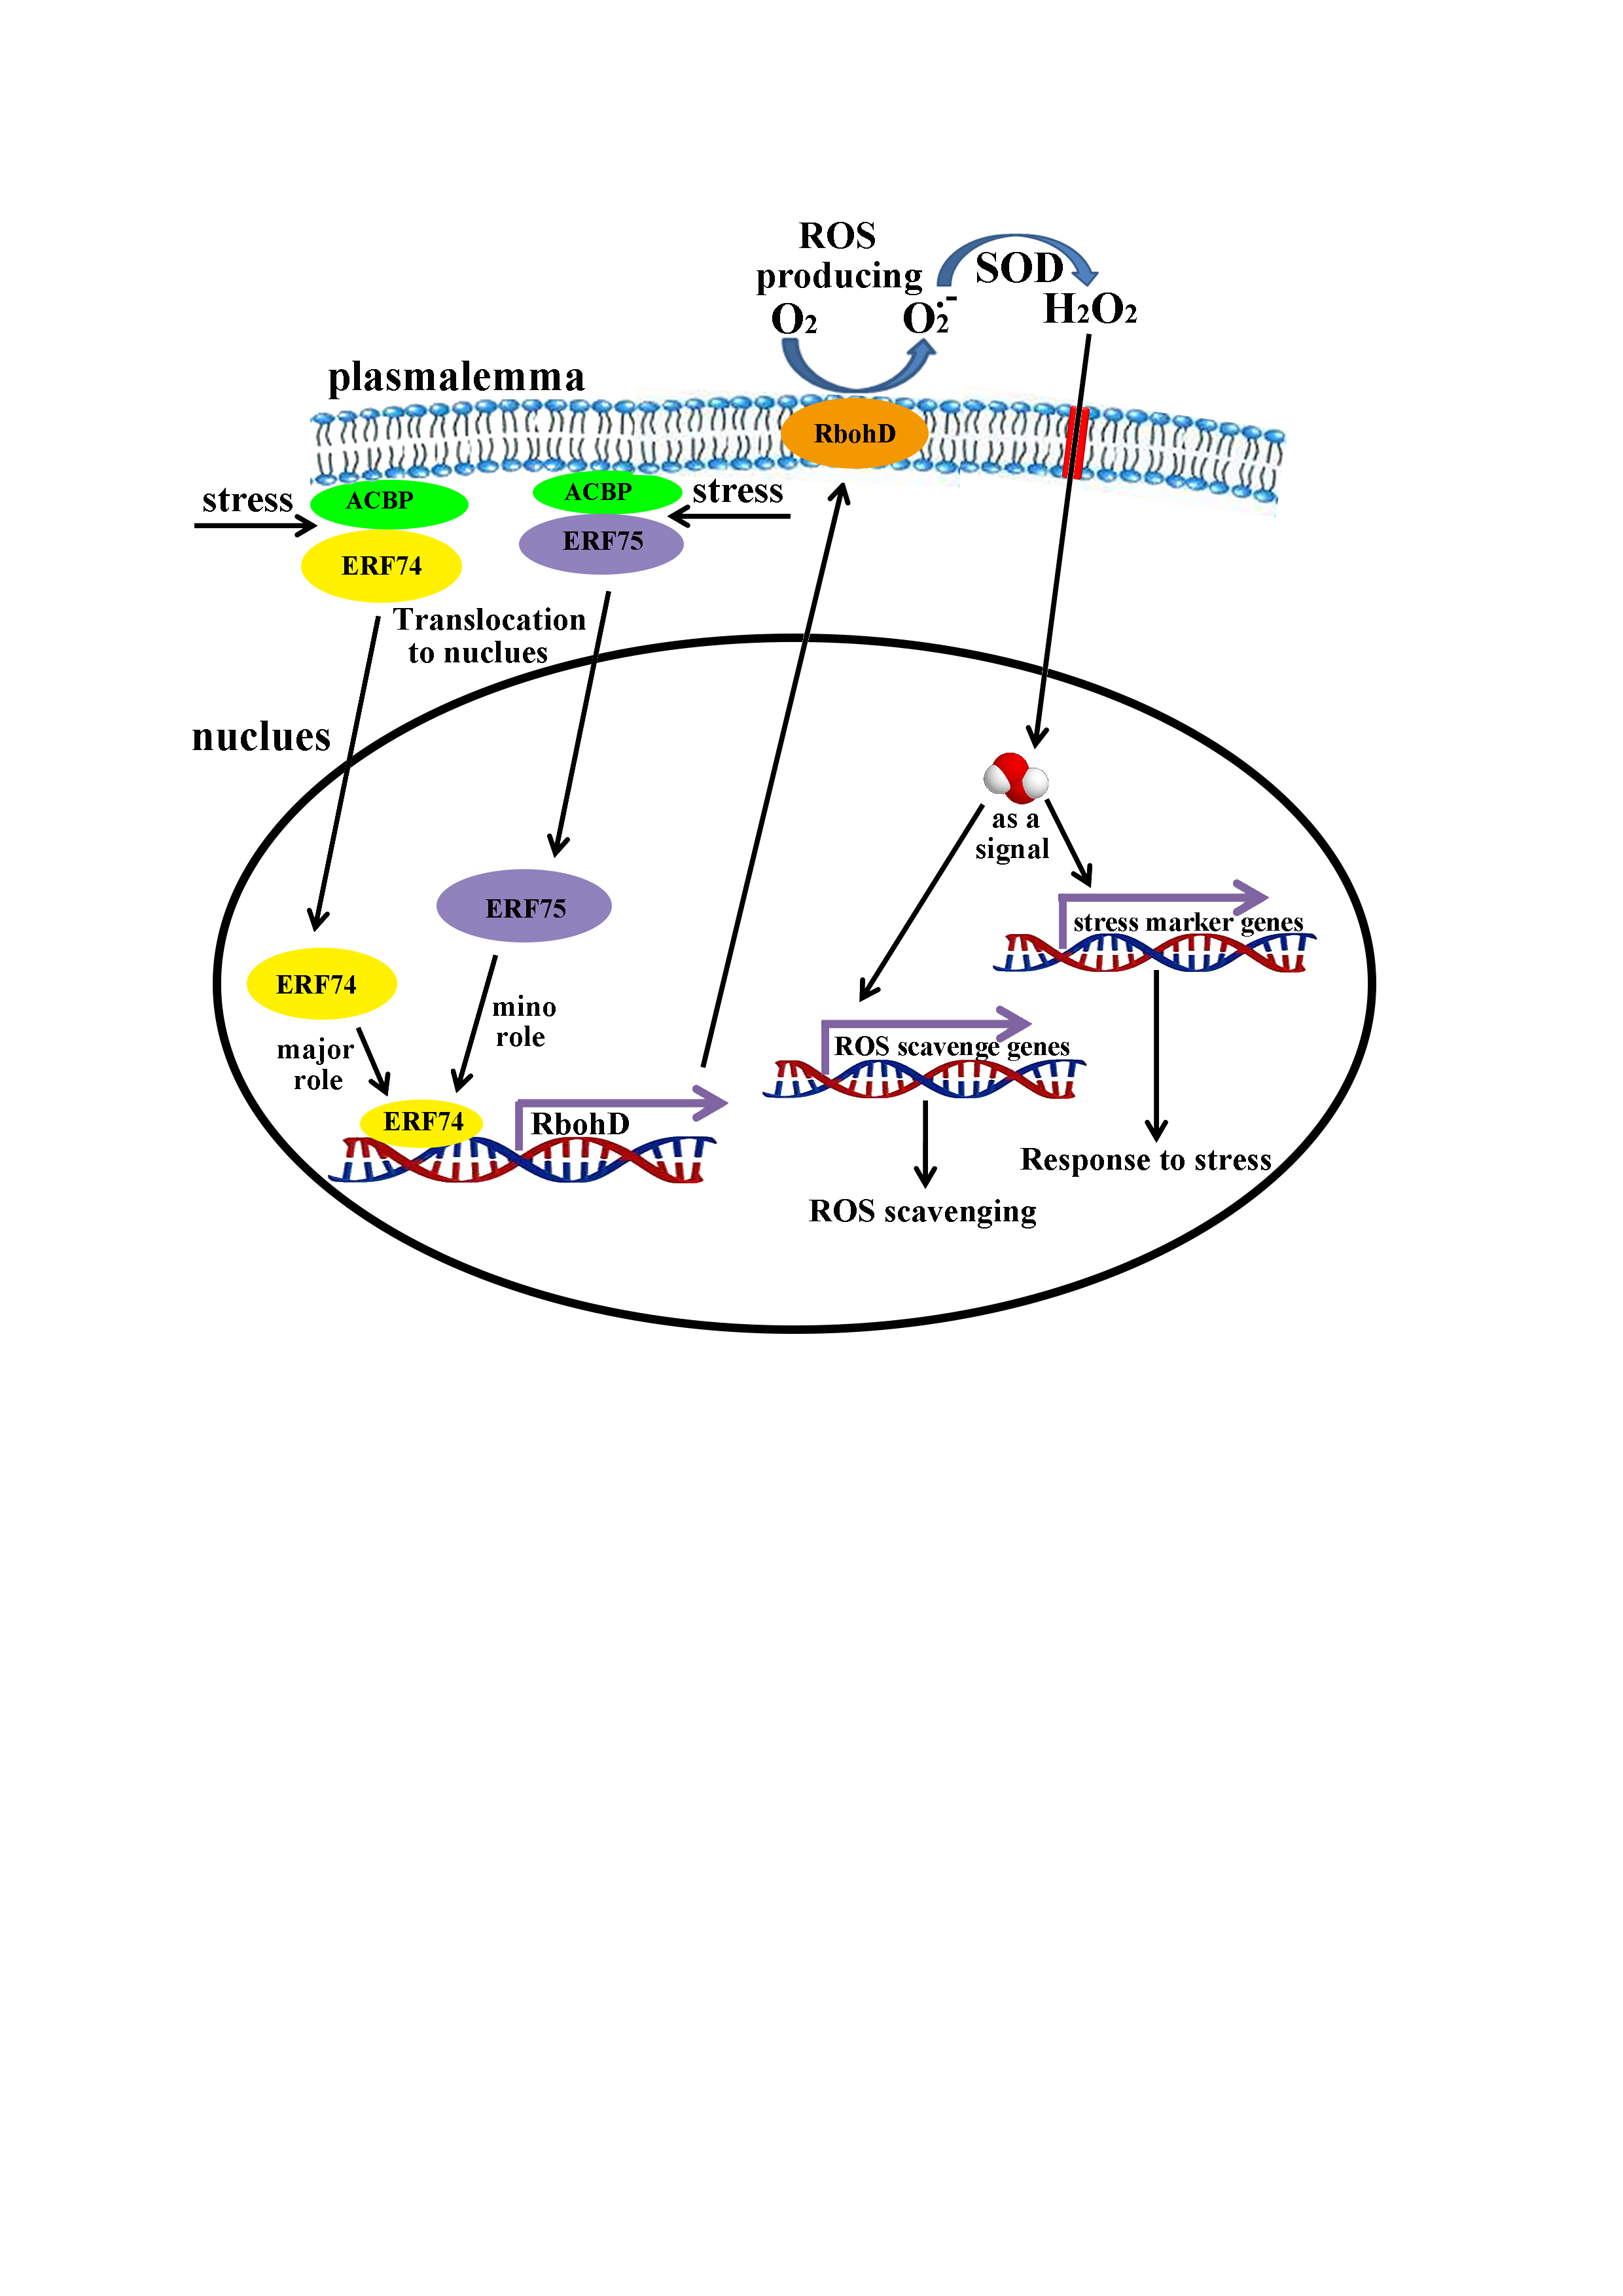 ROS
producing
SOD
O2
O2·-
H2O2
plasmalemma
RbohD
stress
ACBP
ACBP
stress
ERF74
ERF75
Translocation
to nuclues
nuclues
as a
signal
ERF75
stress marker genes
ERF74
mino
role
major
role
ROS scavenge genes
ERF74
RbohD
Response to stress
ROS scavenging